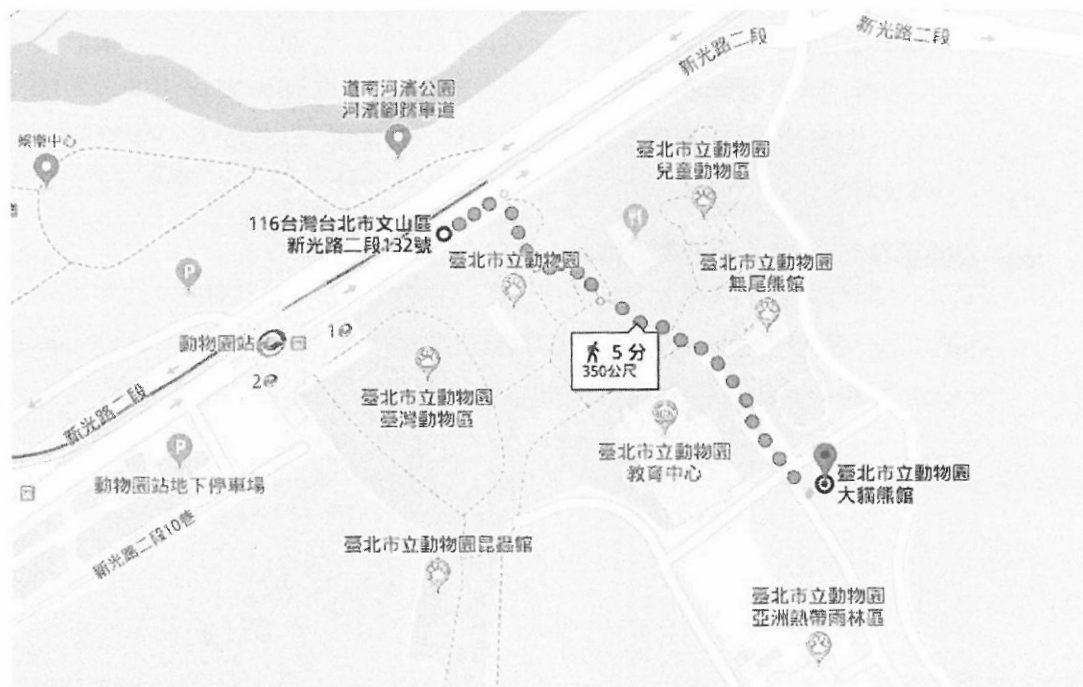 新光路二段
新光路二段
道南河濱公園
河濱腳踏車道
娛樂中心
臺北市立動物園
兒童動物區
116台灣台北市文山區
新光路二段132號
臺北市立動物園
臺北市立動物園
無尾熊館
P
動物園站
1
5 分
350公尺
2
臺北市立動物園
臺灣動物區
新光路二段
P
動物園站地下停車場
臺北市立動物園
教育中心
臺北市立動物園
大貓熊館
新光路二段10巷
臺北市立動物園昆蟲館
臺北市立動物園
亞洲熱帶雨林區